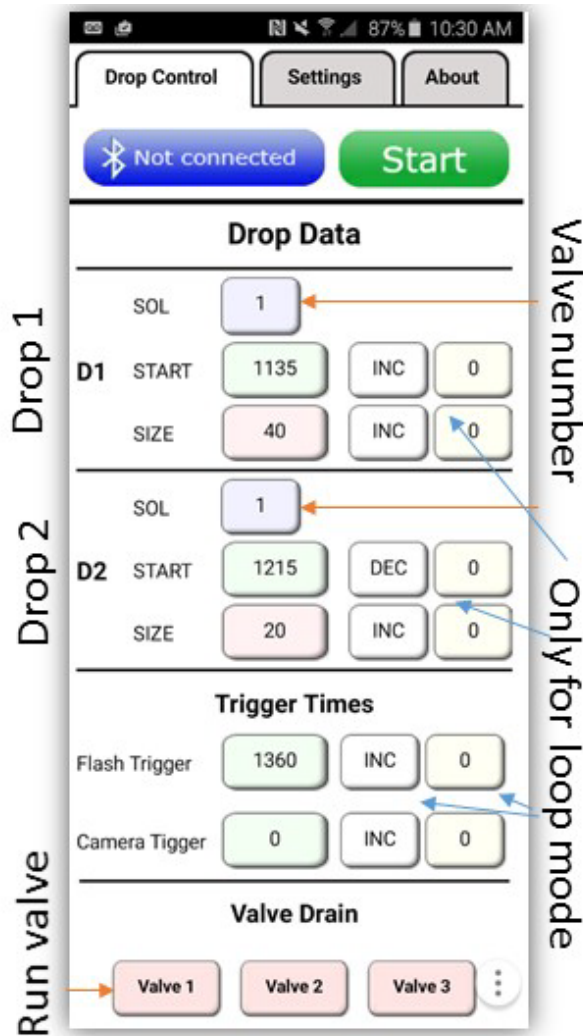 87% 10:30 AM
Drop Control Settings About
Not connected Start
Drop Data
SOL 1
D1 START 1135 INC 0
SIZE 40 INC 0
SOL 1
D2 START 1215 DEC 0
SIZE 20 INC 0
Trigger Times
Flash Trigger 1360 INC 0
Camera Tigger 0 INC 0
Valve Drain
Valve 1 Valve 2 Valve 3
Drop 1
Drop 2
Run valve
Valve number
Only for loop mode